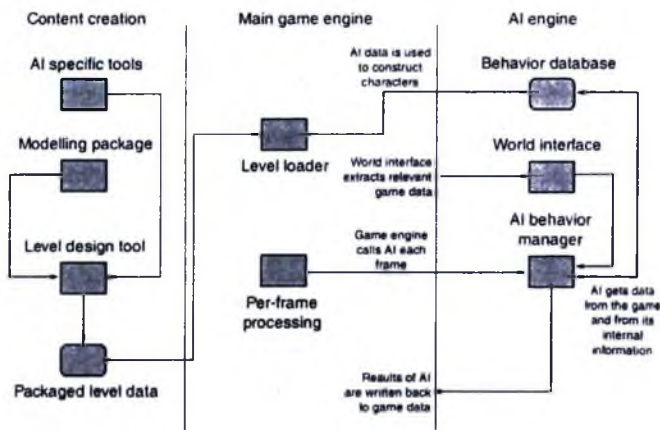 Content creation
Main game engine
AI engine
AI specific tools
AI data is used
to construct
characters
Behavior database
Modelling package
Level loader
World interface
extracts relevant
game data
World interface
Level design tool
Game engine
calls AI each
frame
AI behavior
manager
Per-frame
processing
AI gets data
from the game
and from its
internal
information
Packaged level data
Results of AI
are written back
to game data